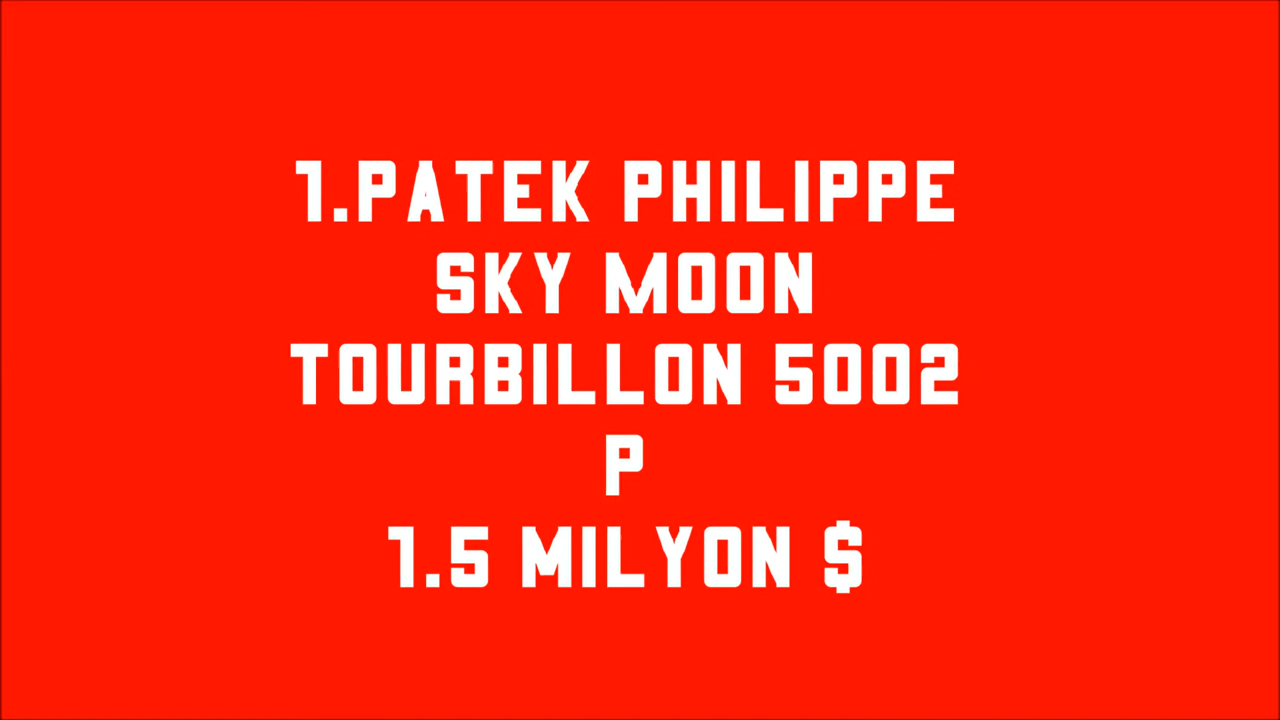 1.PATEK PHILIPPE
SKY MOON
TOURBILLON 5002
P
1.5 MILYON $